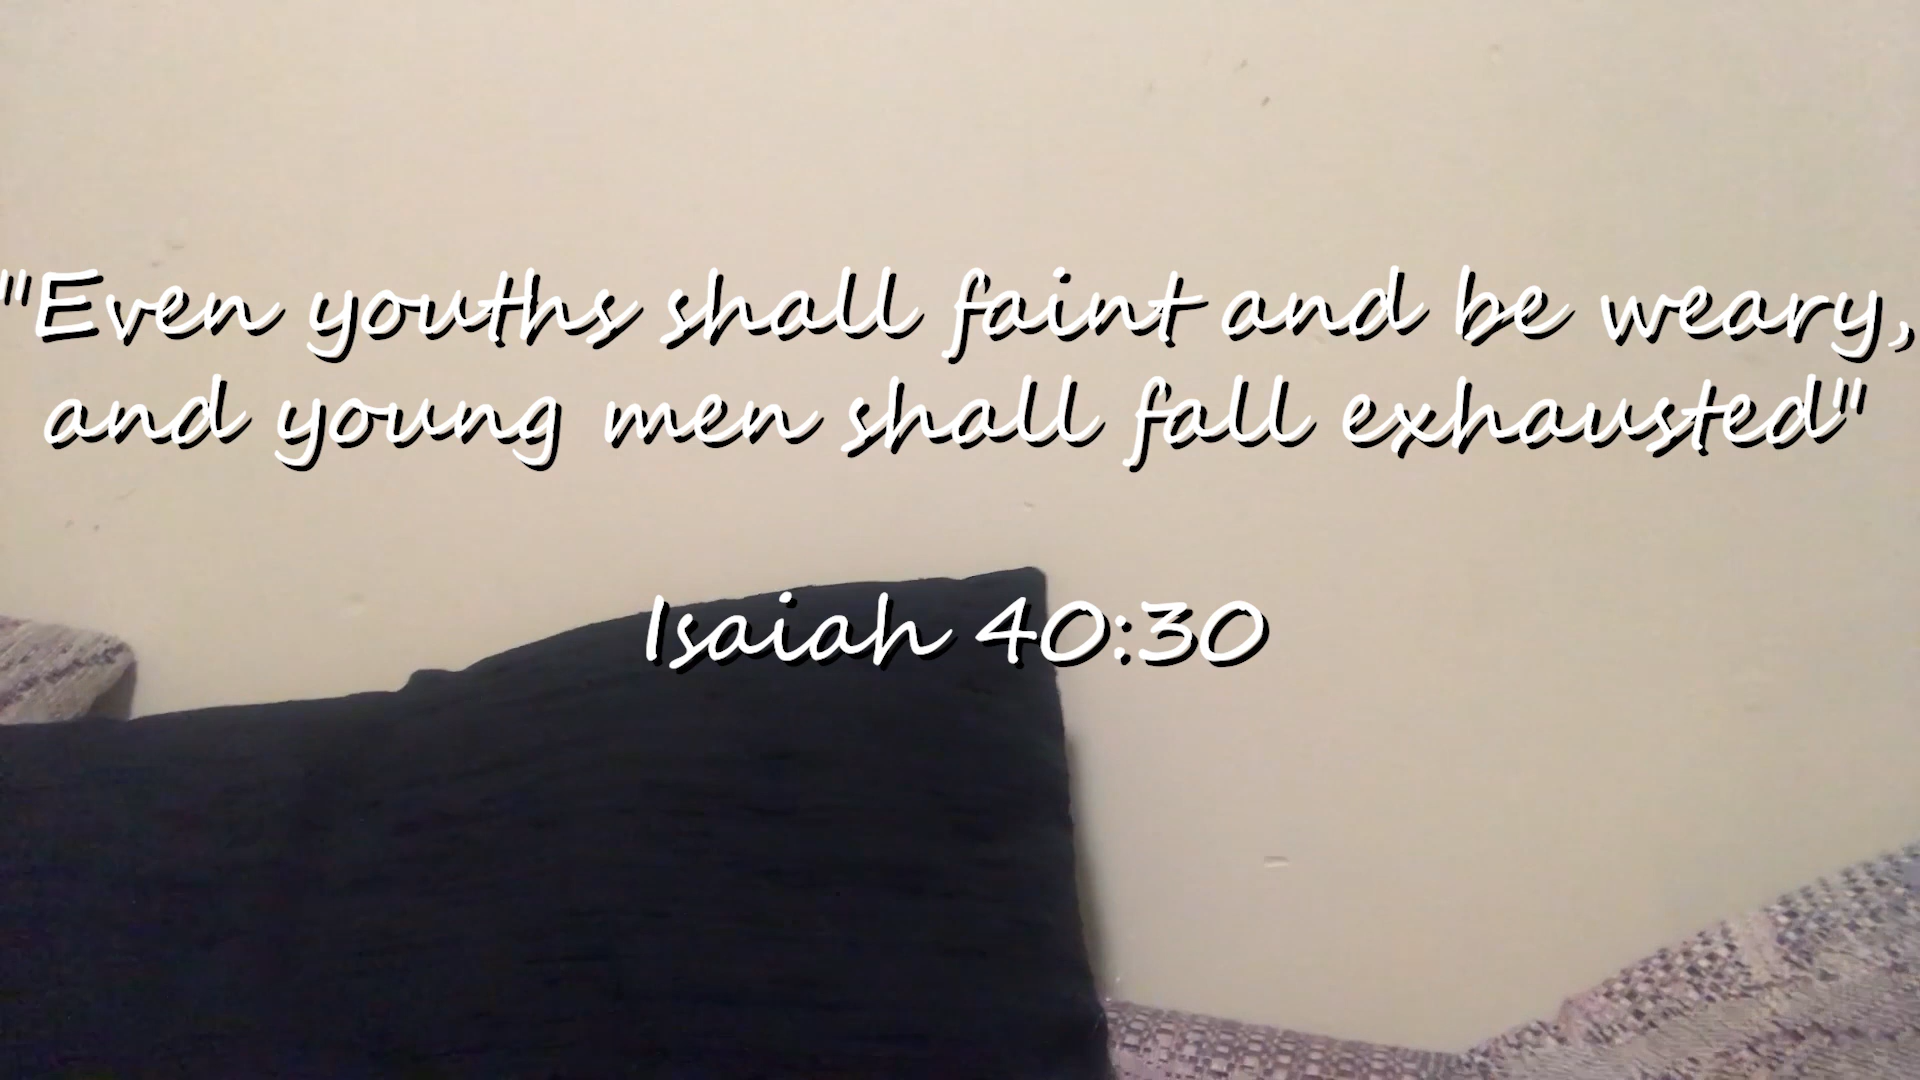 "Even youths shall faint and be weary,
and young men shall fall exhausted"
Isaiah 40:30